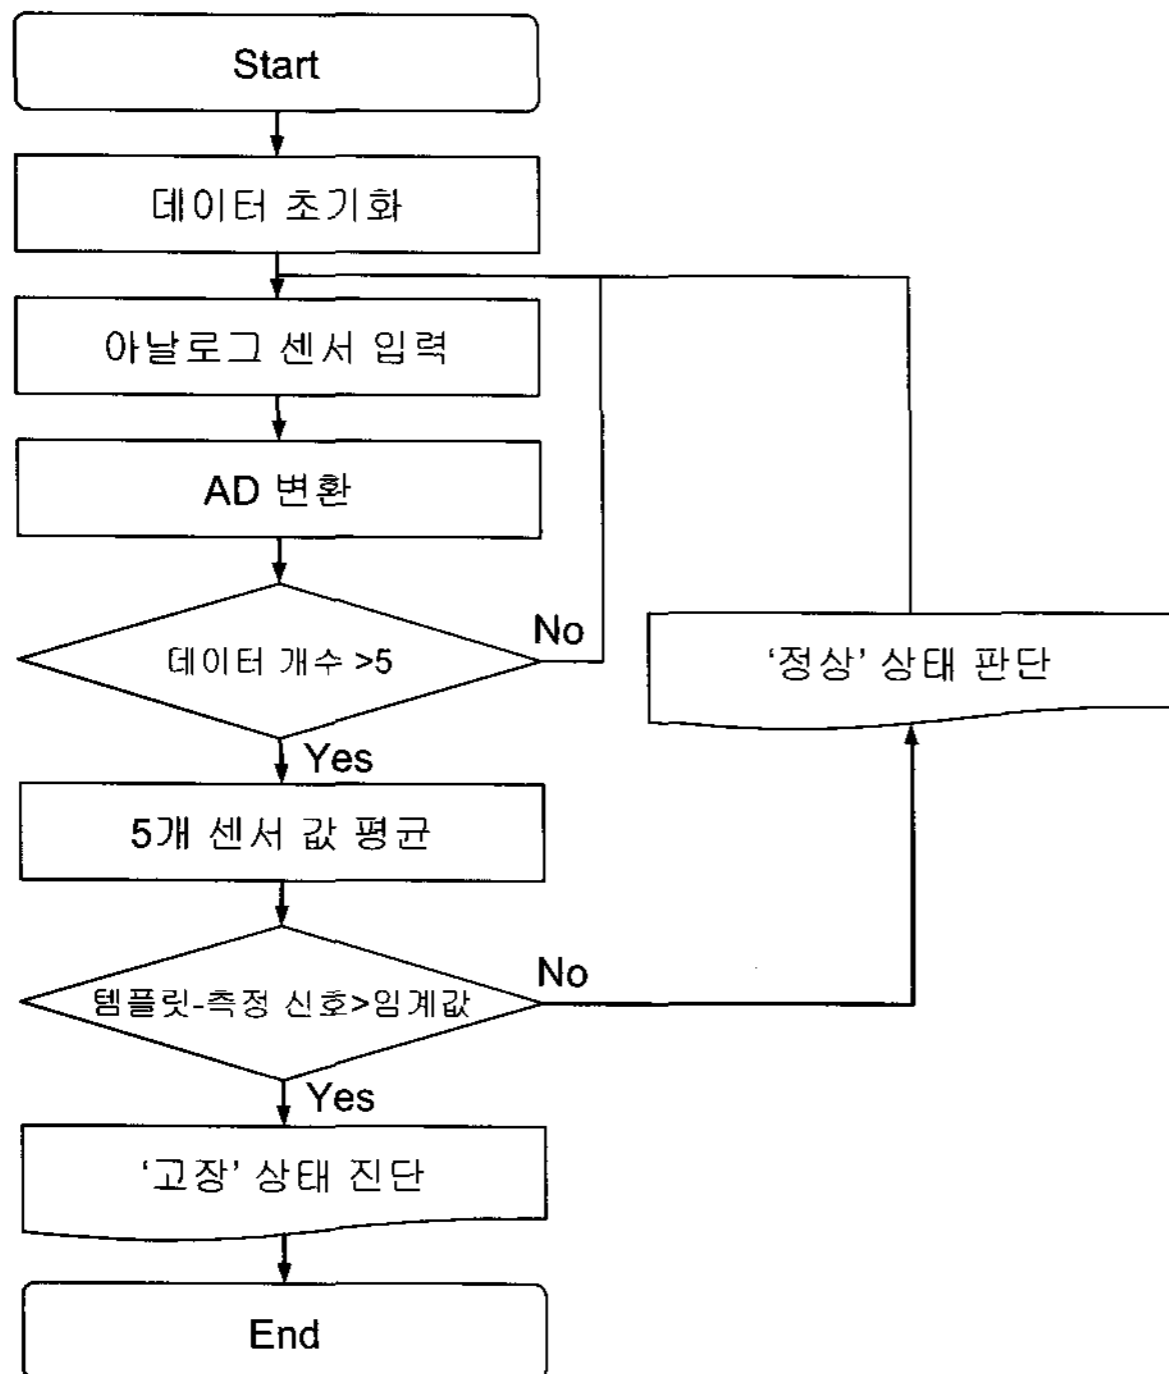 Start
데이터 초기화
아날로그 센서 입력
AD 변환
데이터 개수 >5
No
Yes
‘정상’ 상태 판단
5개 센서 값 평균
템플릿-측정 신호>임계값
No
Yes
‘고장’ 상태 진단
End